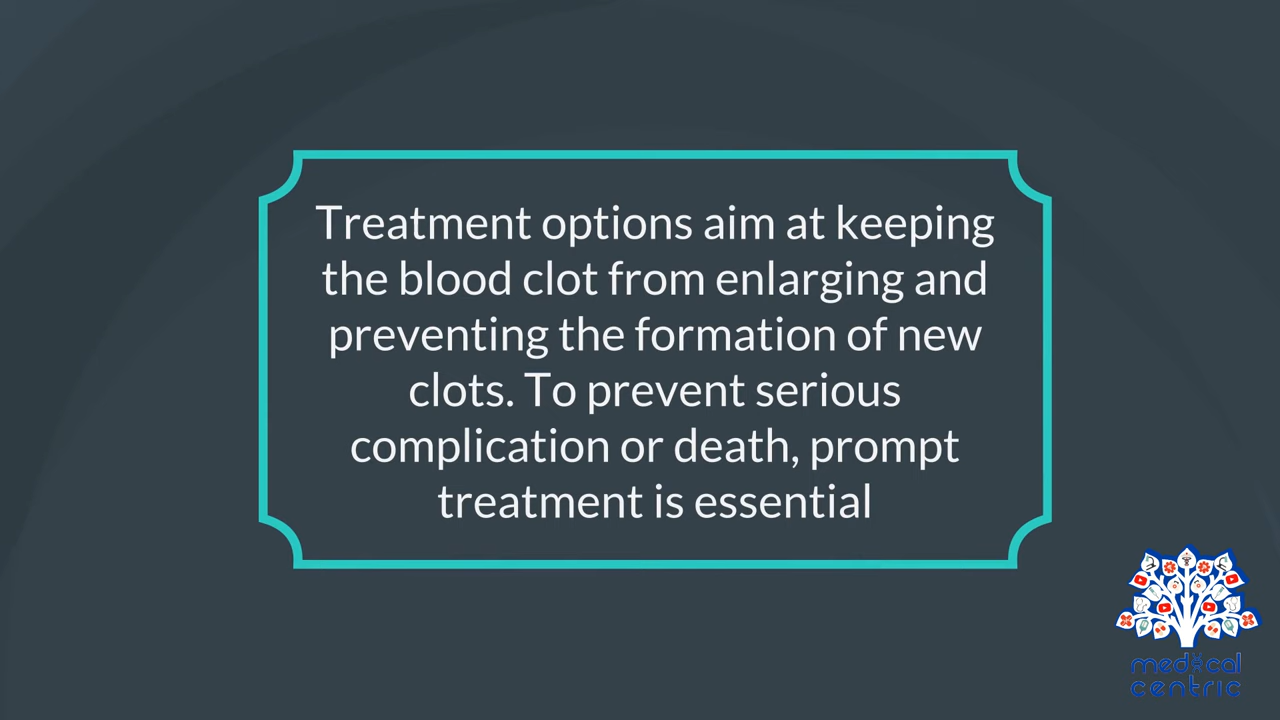 Treatment options aim at keeping
the blood clot from enlarging and
preventing the formation of new
clots. To prevent serious
complication or death, prompt
treatment is essential
medical
centric